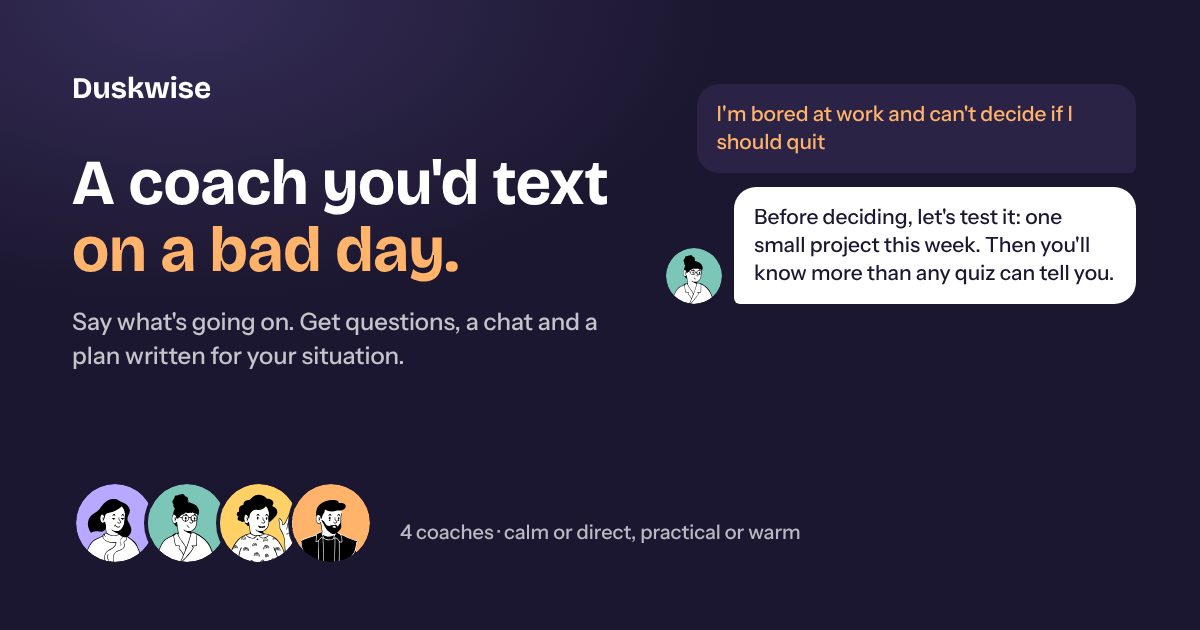 Duskwise
A coach you'd text
on a bad day.
Say what's going on. Get questions, a chat and a
plan written for your situation.
I'm bored at work and can't decide if I
should quit
Before deciding, let's test it: one
small project this week. Then you'll
know more than any quiz can tell you.
4 coaches · calm or direct, practical or warm